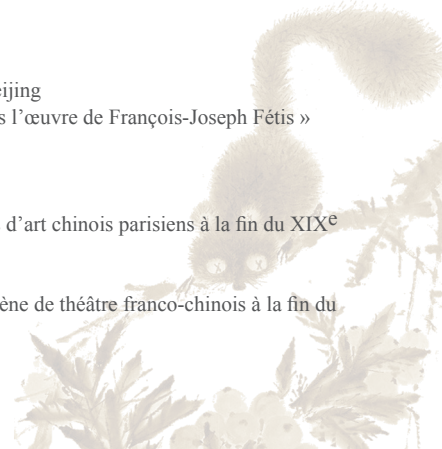 eijing
s l’œuvre de François-Joseph Fétis »
d’art chinois parisiens à la fin du XIXe
ène de théâtre franco-chinois à la fin du